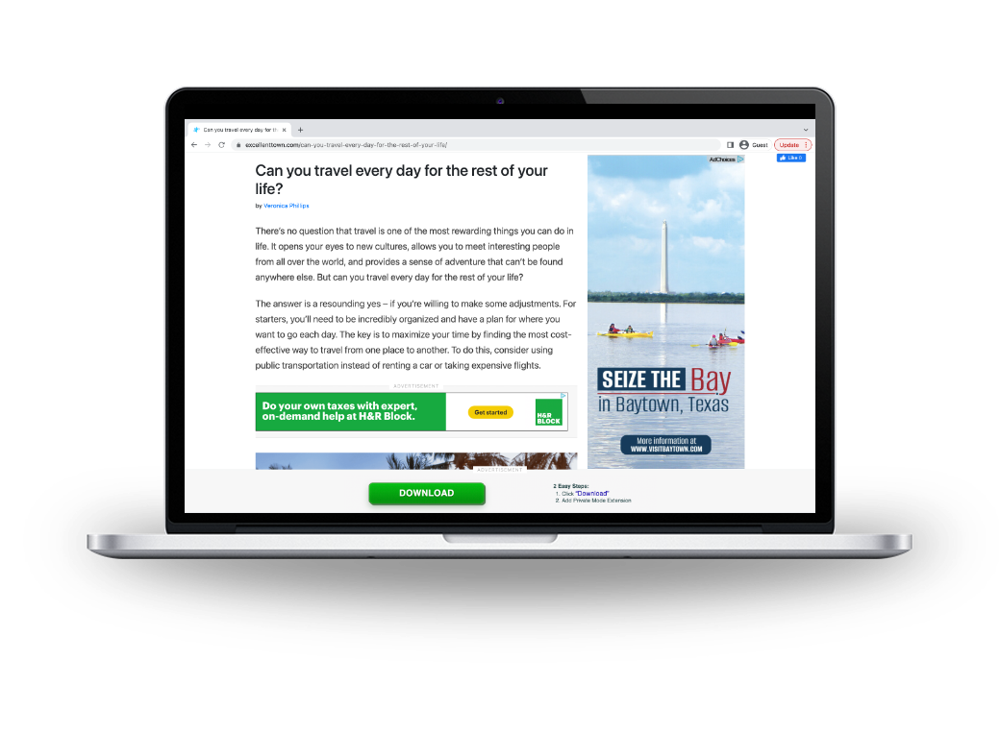 Can you travel every day for th
excellenttown.com/can-you-travel-every-day-for-the-rest-of-your-life/
Guest
Update
Like 0
Can you travel every day for the rest of your
life?
by Veronica Phillips
There's no question that travel is one of the most rewarding things you can do in
life. It opens your eyes to new cultures, allows you to meet interesting people
from all over the world, and provides a sense of adventure that can't be found
anywhere else. But can you travel every day for the rest of your life?
The answer is a resounding yes – if you're willing to make some adjustments. For
starters, you'll need to be incredibly organized and have a plan for where you
want to go each day. The key is to maximize your time by finding the most cost-
effective way to travel from one place to another. To do this, consider using
public transportation instead of renting a car or taking expensive flights.
ADVERTISEMENT
Do your own taxes with expert,
on-demand help at H&R Block.
Get started
H&R
BLOCK
AdChoices
SEIZE THE Bay
in Baytown, Texas
More information at
WWW.VISITBAYTOWN.COM
ADVERTISEMENT
DOWNLOAD
2 Easy Steps:
1. Click "Download"
2. Add Private Mode Extension